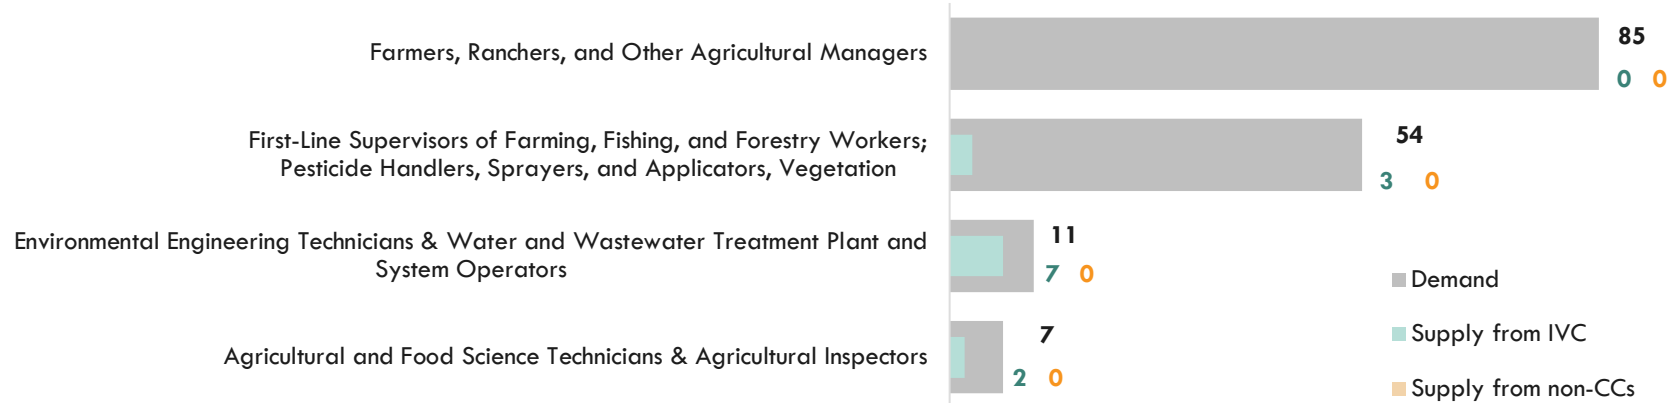 Farmers, Ranchers, and Other Agricultural Managers
85
0 0
First-Line Supervisors of Farming, Fishing, and Forestry Workers;
Pesticide Handlers, Sprayers, and Applicators, Vegetation
54
3 0
Environmental Engineering Technicians & Water and Wastewater Treatment Plant and
System Operators
11
7 0
Agricultural and Food Science Technicians & Agricultural Inspectors
7
2 0
Demand
Supply from IVC
Supply from non-CCs